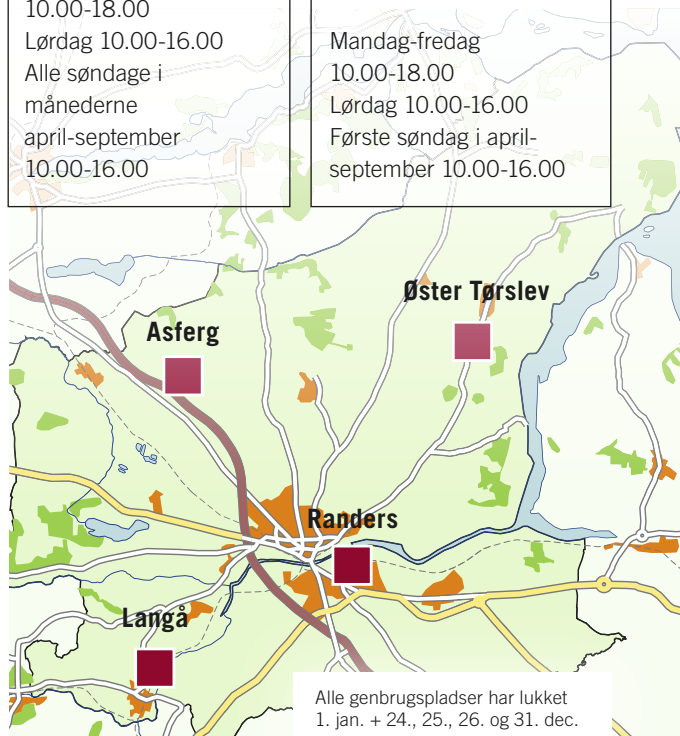 10.00-18.00
Lørdag 10.00-16.00
Alle søndage i
månederne
april-september
10.00-16.00
Mandag-fredag
10.00-18.00
Lørdag 10.00-16.00
Første søndag i april-
september 10.00-16.00
Øster Tørslev
Asferg
Randers
Langå
Alle genbrugspladser har lukket
1. jan. + 24., 25., 26. og 31. dec.